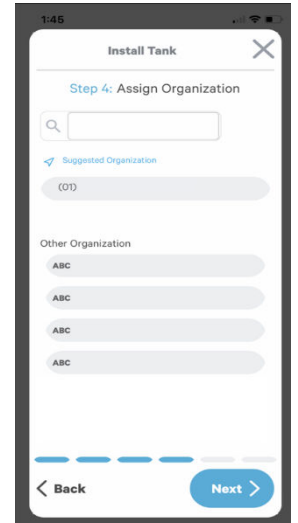 1:45
Install Tank
Step 4: Assign Organization
Suggested Organization
(01)
Other Organization
ABC
ABC
ABC
ABC
Back
Next